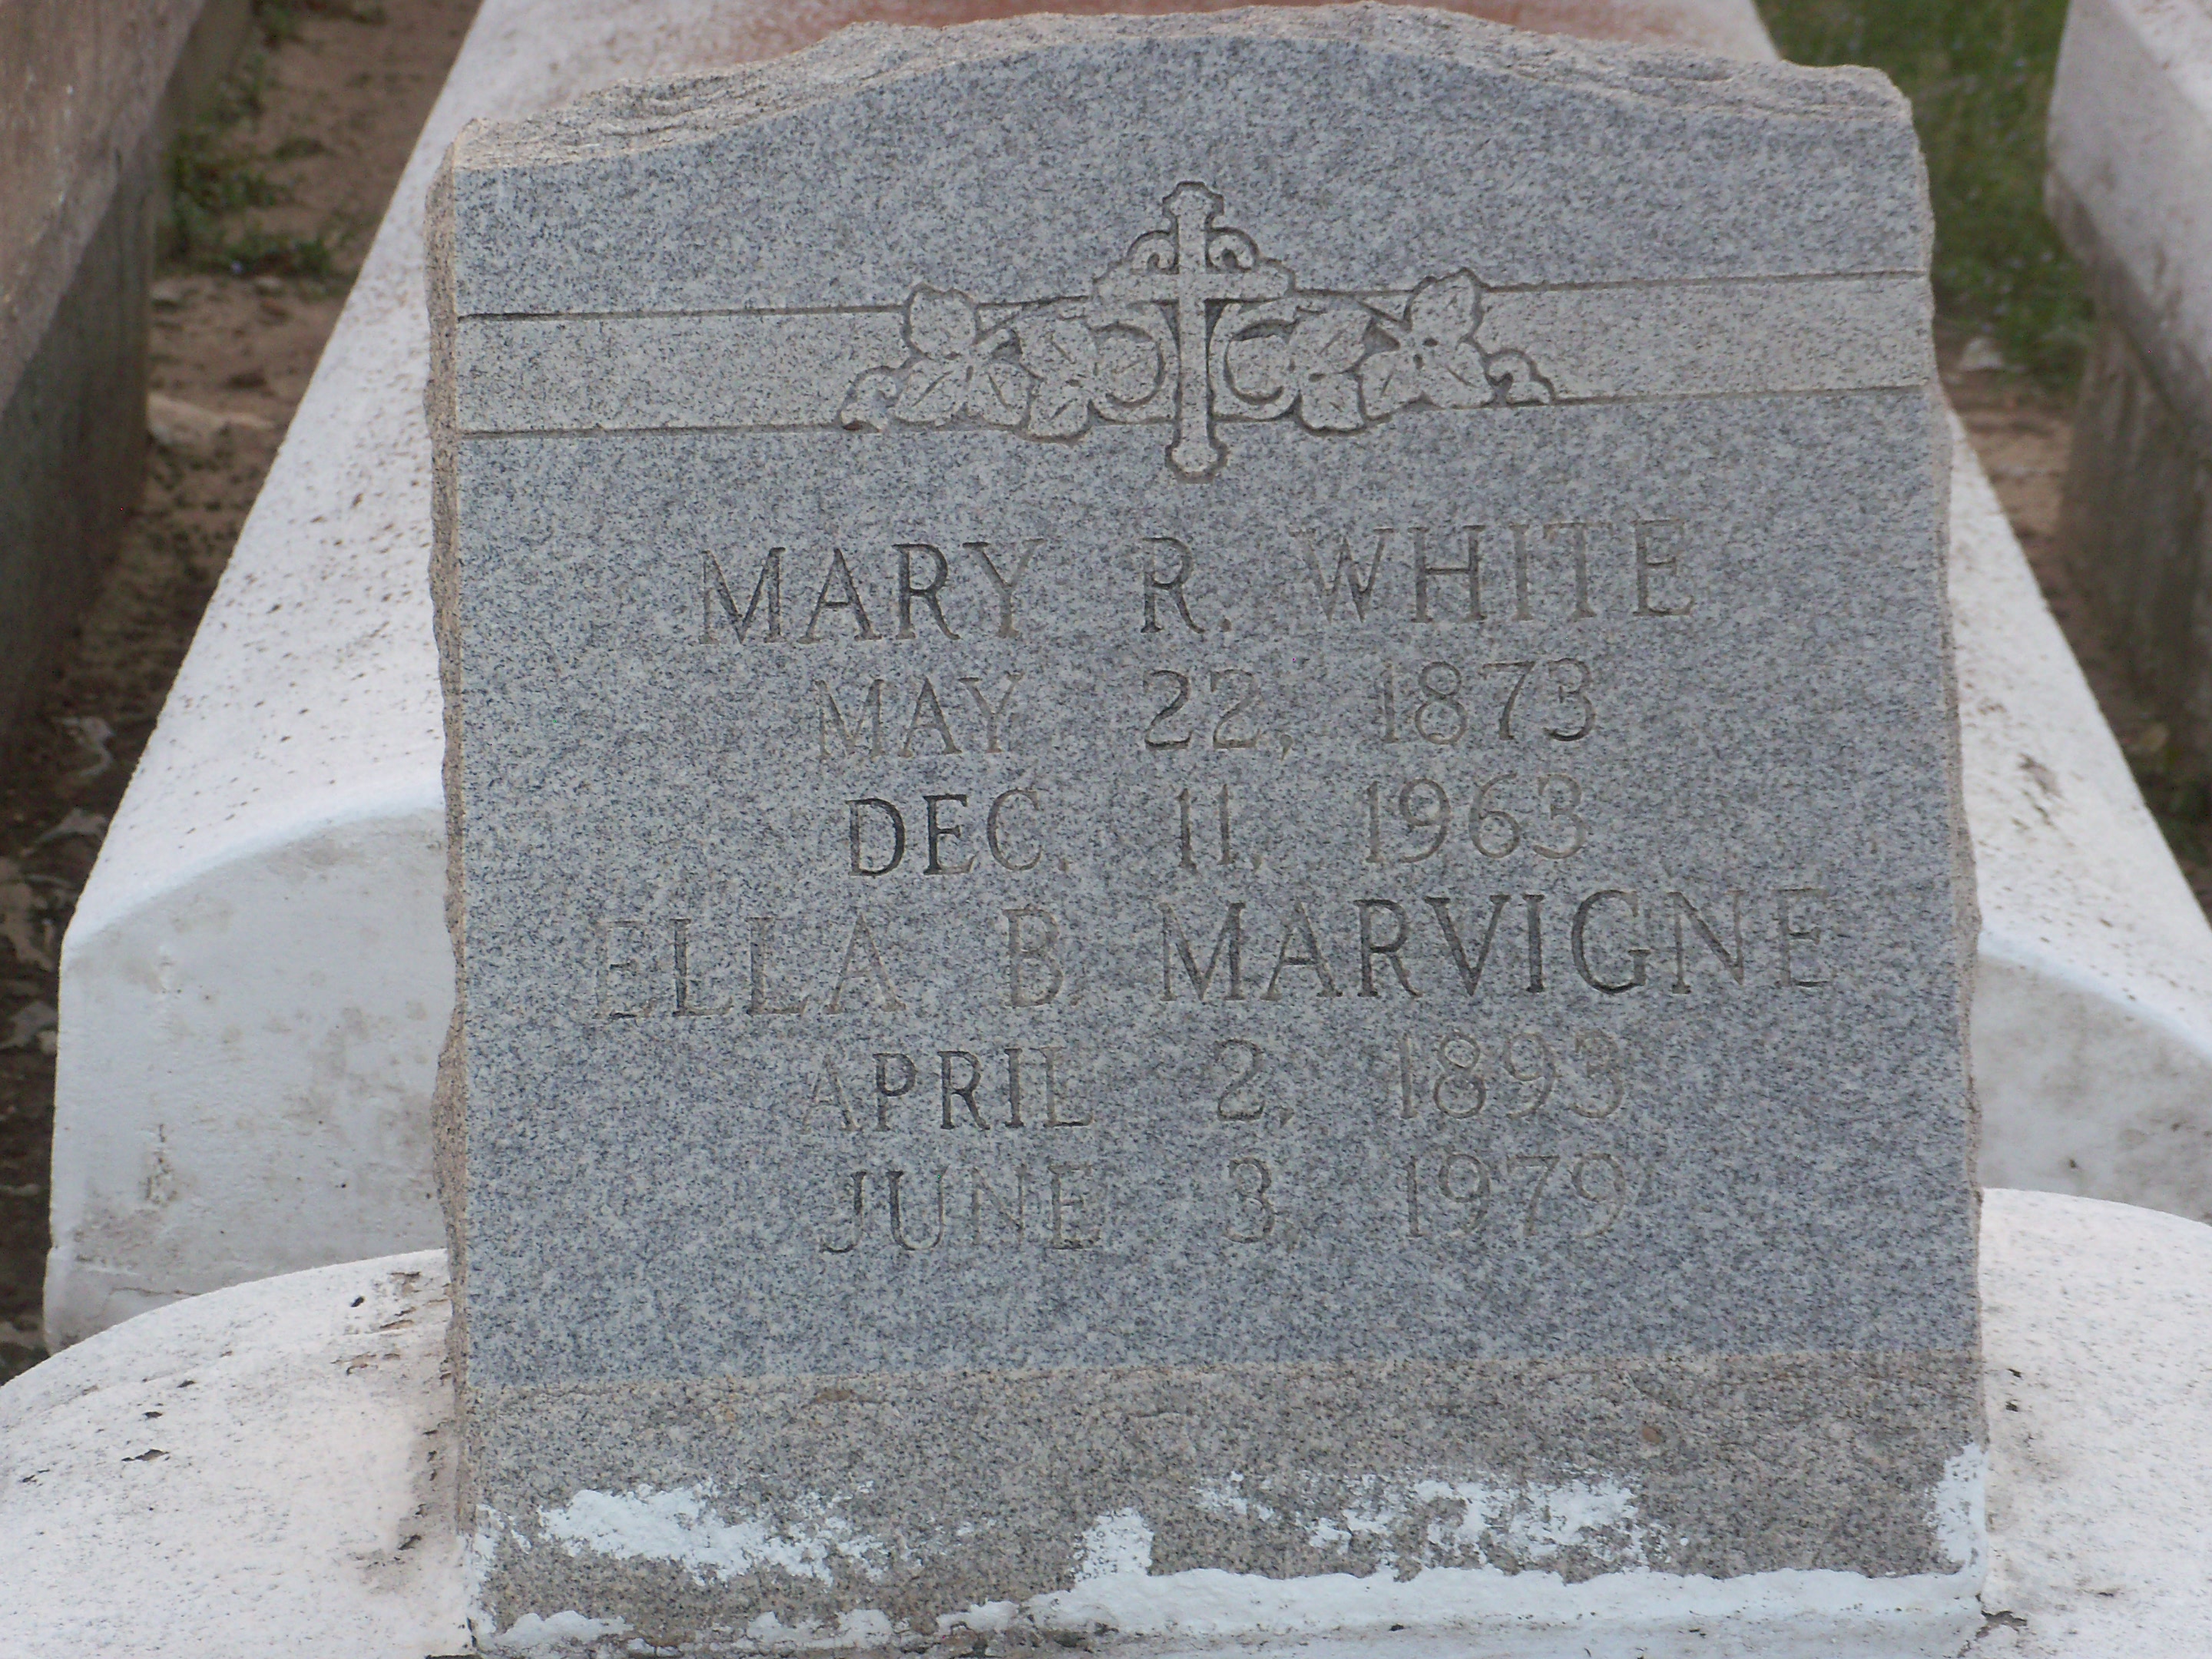 MARY R. WHITE
MAY 22, 1873
DEC. 11, 1963
ELLA B. MARVIGNE
APRIL 2, 1893
JUNE 3, 1979